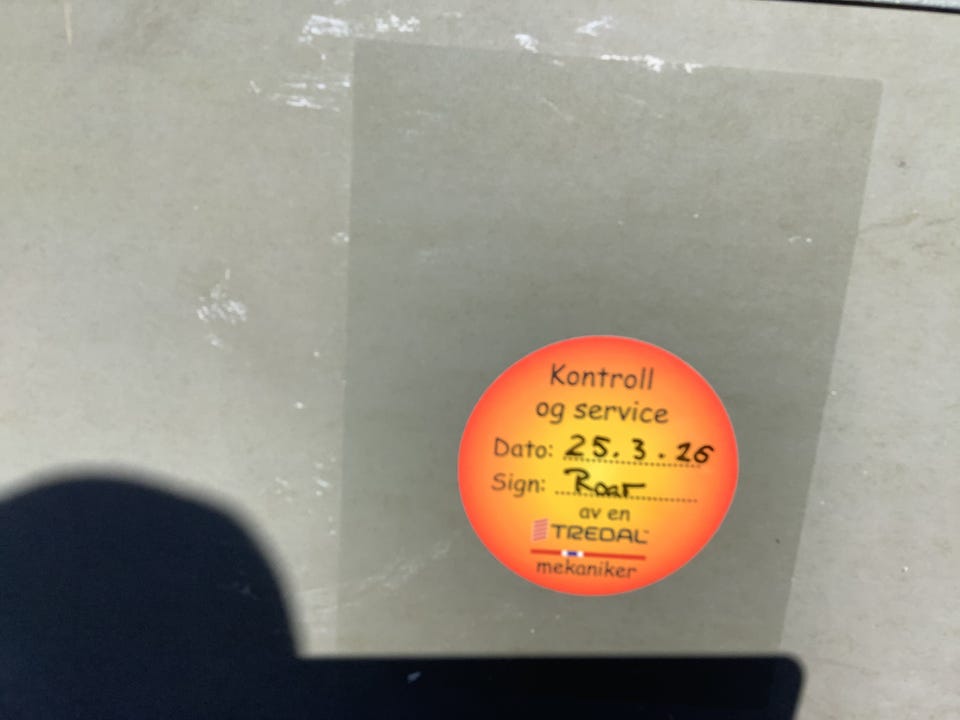 Kontroll
og service
Dato: 25.3.26
Sign: Roar
av en
TREDAL
mekaniker